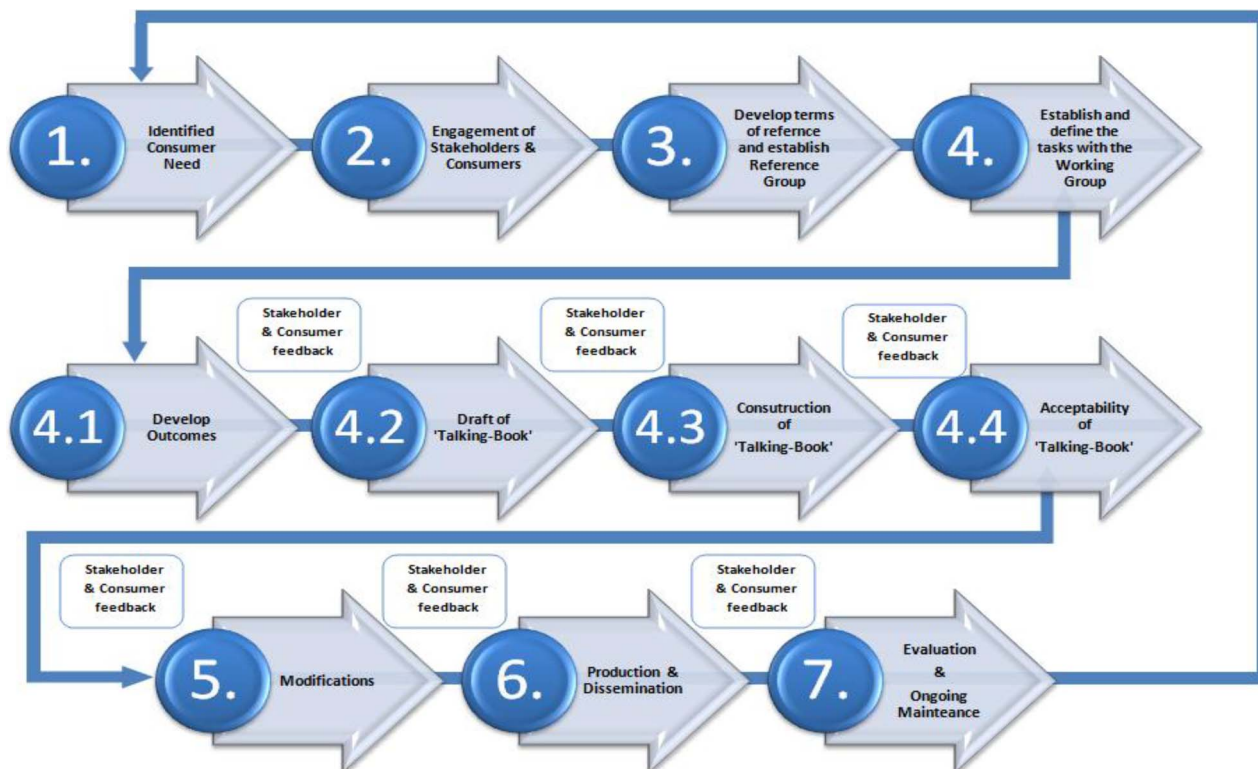 1.
Identified
Consumer
Need
2.
Engagement of
Stakeholders &
Consumers
3.
Develop terms
of refernce
and establish
Reference
Group
4.
Establish and
define the
tasks with the
Working
Group
Stakeholder
& Consumer
feedback
Stakeholder
& Consumer
feedback
Stakeholder
& Consumer
feedback
4.1
Develop
Outcomes
4.2
Draft of
'Talking-Book'
4.3
Consutruction
of
'Talking-Book'
4.4
Acceptability
of
'Talking-Book'
Stakeholder
& Consumer
feedback
Stakeholder
& Consumer
feedback
Stakeholder
& Consumer
feedback
5.
Modifications
6.
Production &
Dissemination
7.
Evaluation
&
Ongoing
Mainteance